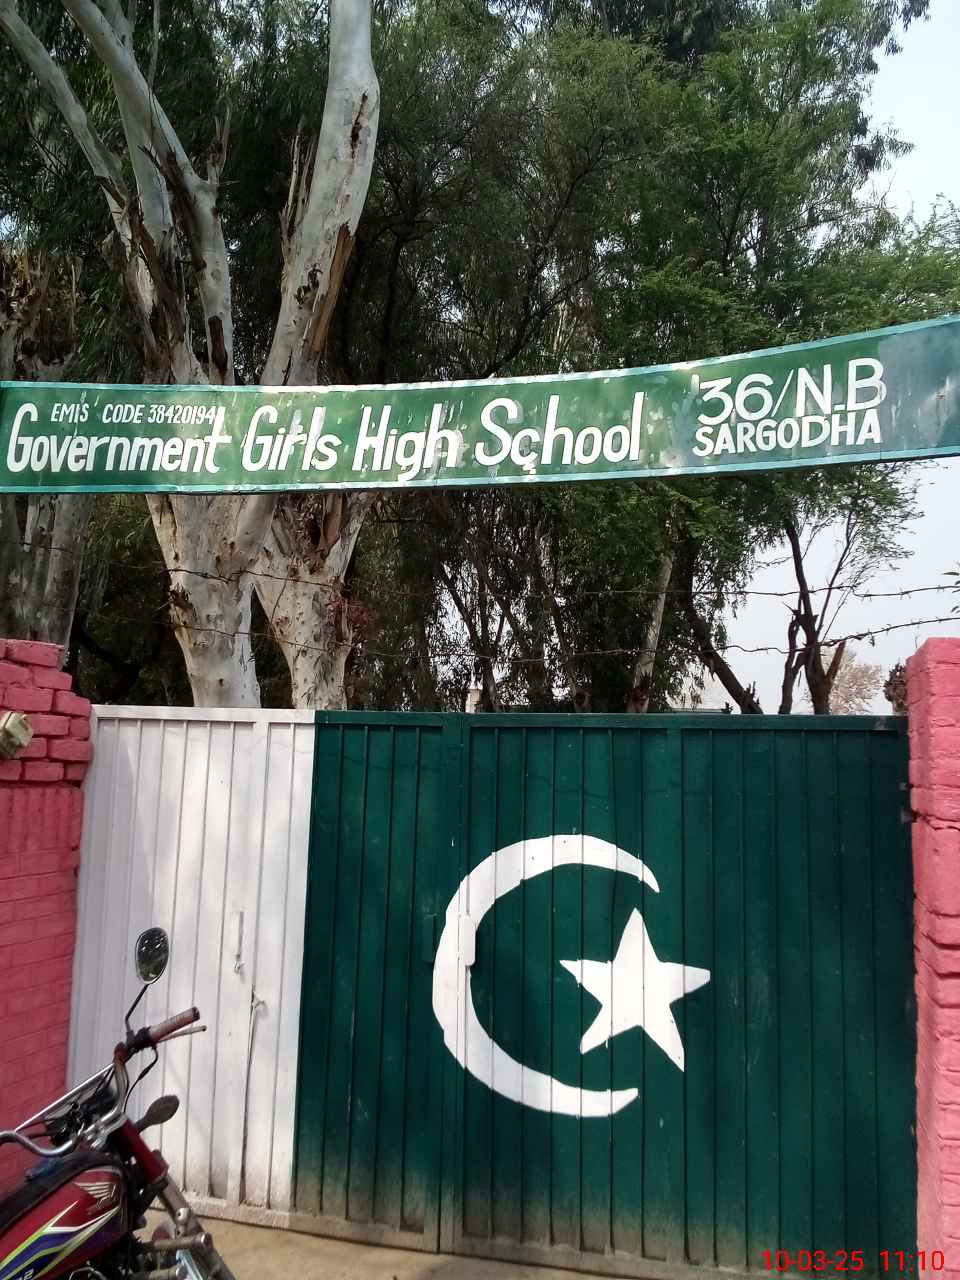 EMIS CODE 38420194
Government Girls High School
36/N.B
SARGODHA
10-03-25 11:10